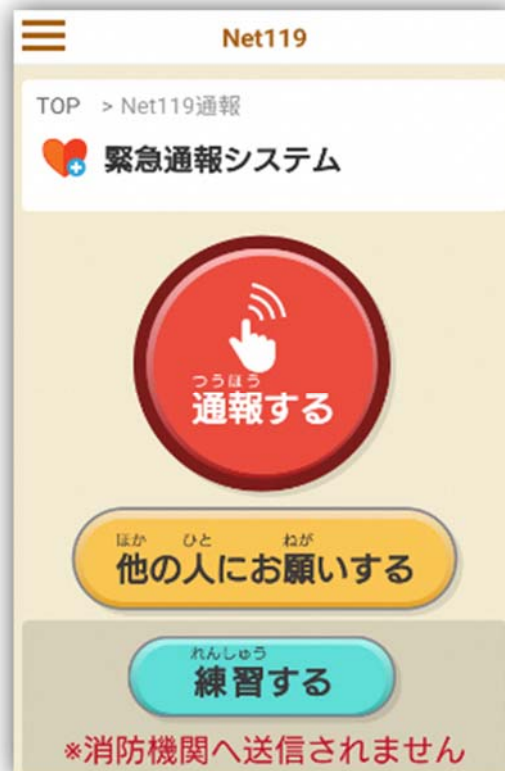 Net119
TOP > Net119通報
緊急通報システム
つうほう
通報する
ほか ひと ねが
他の人にお願いする
れんしゅう
練習する
※消防機関へ送信されません